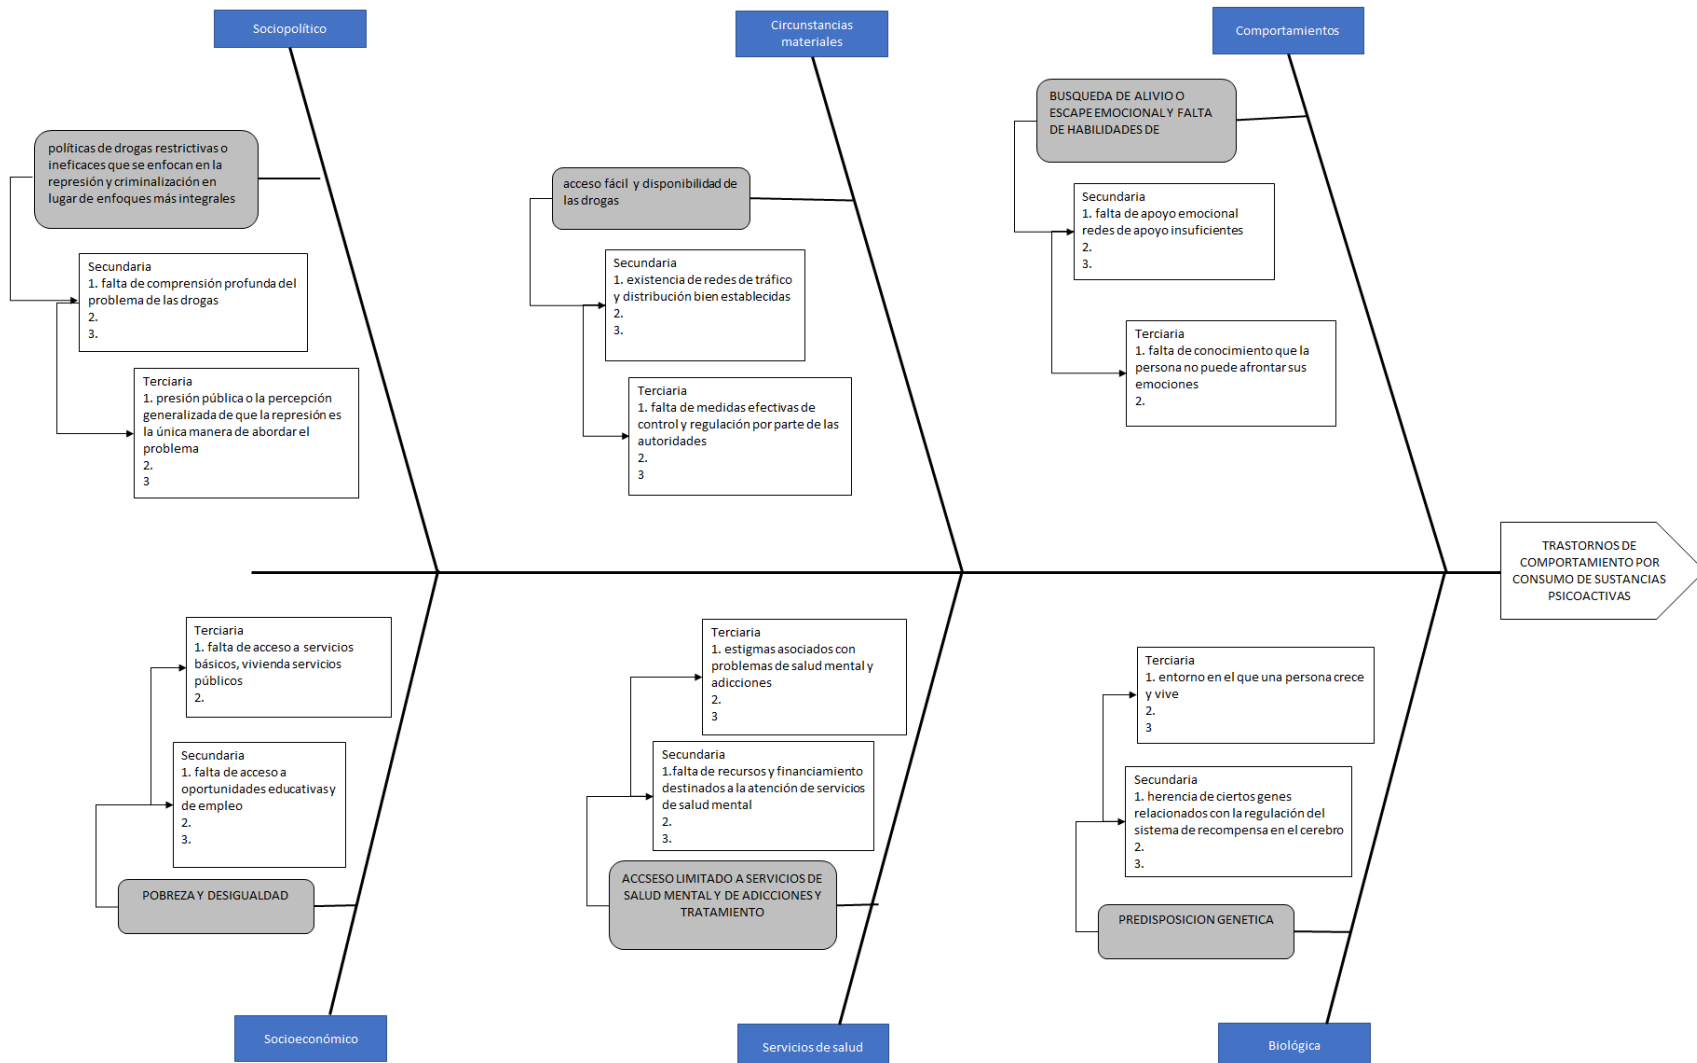 Sociopolítico
políticas de drogas restrictivas o
ineficaces que se enfocan en la
represión y criminalización en
lugar de enfoques más integrales
Secundaria
1. falta de comprensión profunda del
problema de las drogas
2.
3.
Terciaria
1. presión pública o la percepción
generalizada de que la represión es
la única manera de abordar el
problema
2.
3
Circunstancias
materiales
acceso fácil y disponibilidad de
las drogas
Secundaria
1. existencia de redes de tráfico
y distribución bien establecidas
2.
3.
Terciaria
1. falta de medidas efectivas de
control y regulación por parte de las
autoridades
2.
3
Comportamientos
BUSQUEDA DE ALIVIO O
ESCAPE EMOCIONAL Y FALTA
DE HABILIDADES DE
Secundaria
1. falta de apoyo emocional
redes de apoyo insuficientes
2.
3.
Terciaria
1. falta de conocimiento que la
persona no puede afrontar sus
emociones
2.
TRASTORNOS DE
COMPORTAMIENTO POR
CONSUMO DE SUSTANCIAS
PSICOACTIVAS
Terciaria
1. falta de acceso a servicios
básicos, vivienda servicios
públicos
2.
Secundaria
1. falta de acceso a
oportunidades educativas y
de empleo
2.
3.
POBREZA Y DESIGUALDAD
Socioeconómico
Terciaria
1. estigmas asociados con
problemas de salud mental y
adicciones
2.
3
Secundaria
1.falta de recursos y financiamiento
destinados a la atención de servicios
de salud mental
2.
3.
ACCSESO LIMITADO A SERVICIOS DE
SALUD MENTAL Y DE ADICCIONES Y
TRATAMIENTO
Servicios de salud
Terciaria
1. entorno en el que una persona crece
y vive
2.
3
Secundaria
1. herencia de ciertos genes
relacionados con la regulación del
sistema de recompensa en el cerebro
2.
3.
PREDISPOSICION GENETICA
Biológica